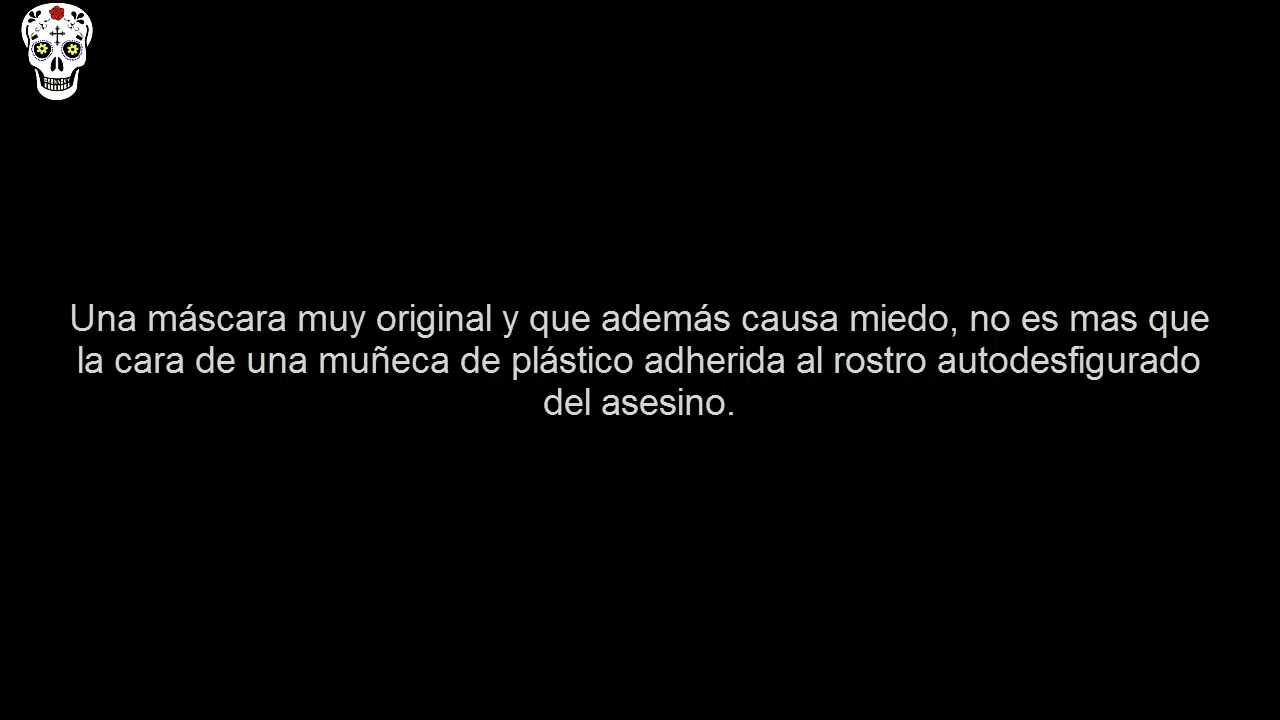 Una máscara muy original y que además causa miedo, no es mas que
la cara de una muñeca de plástico adherida al rostro autodesfigurado
del asesino.